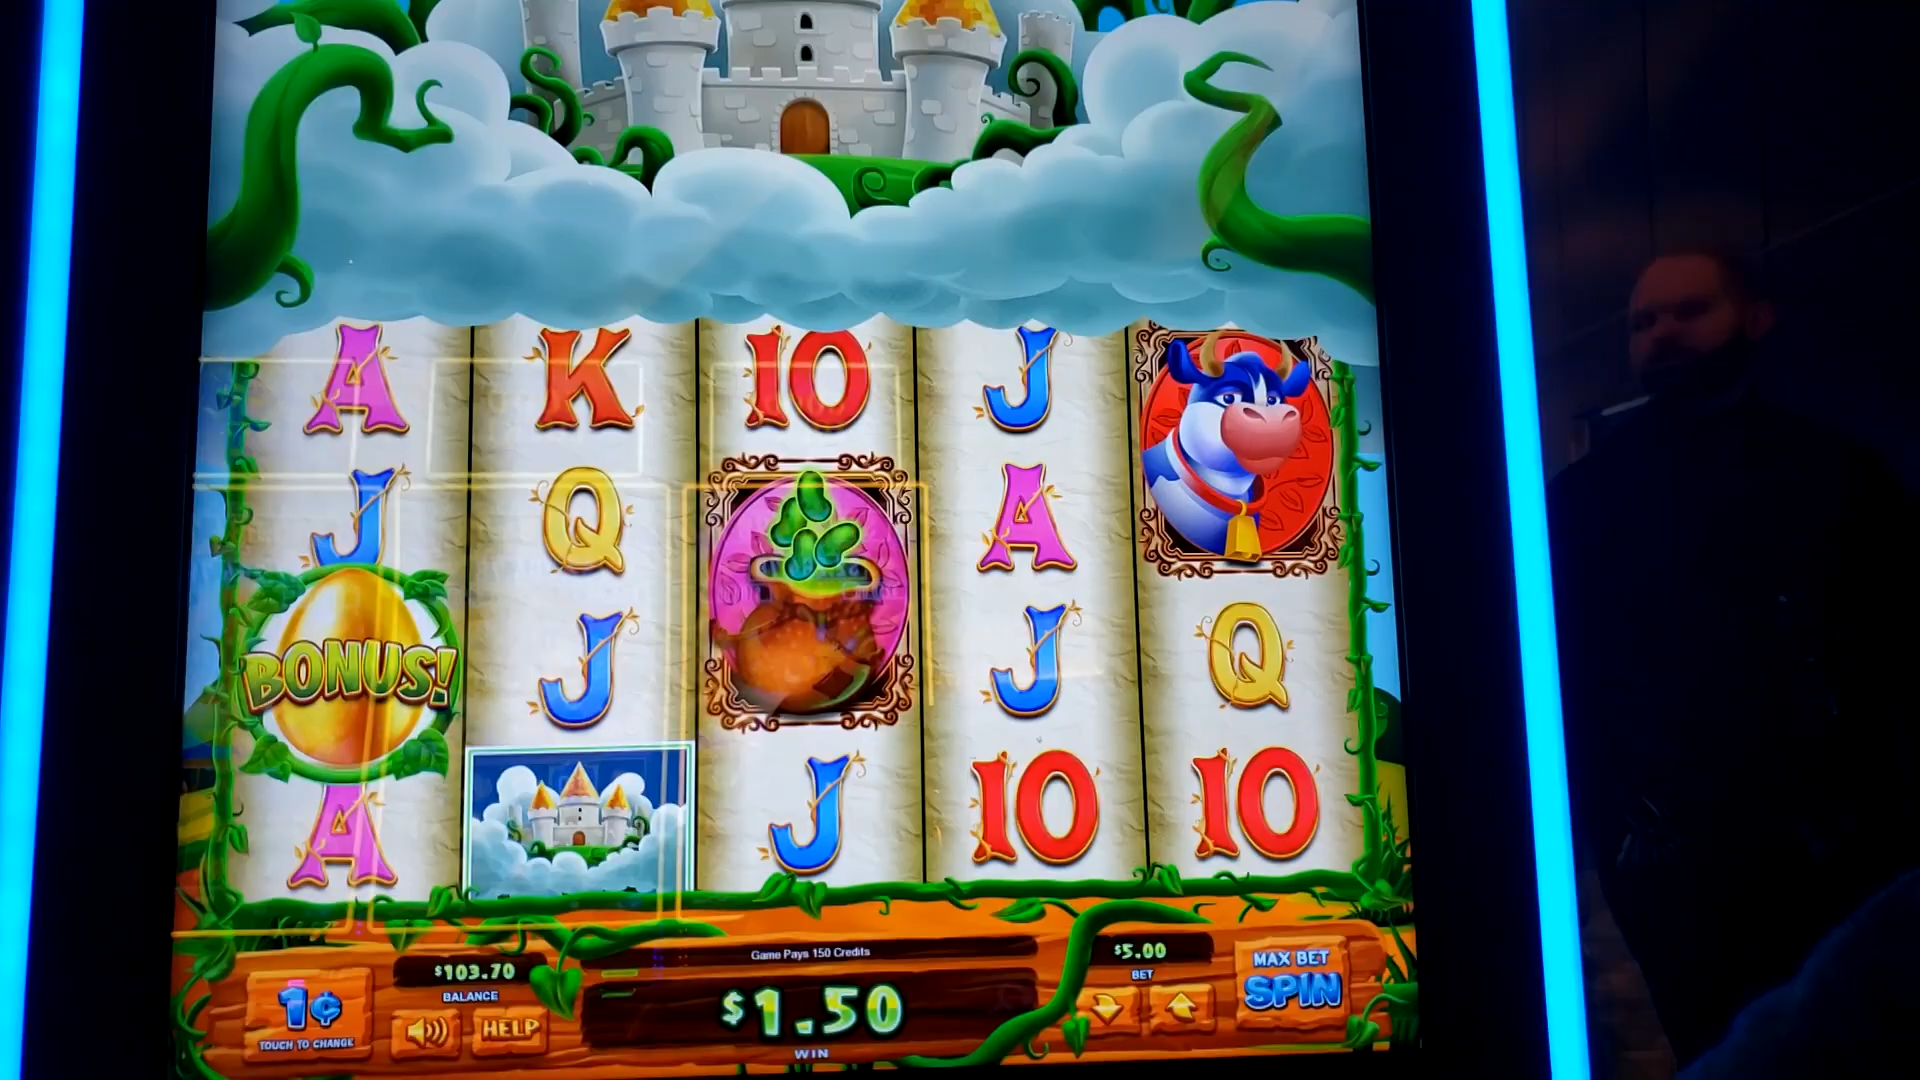 A K 10 J
J Q A
BONUS! J J Q
A J 10 10
Game Pays 150 Credits
$103.70
BALANCE
$5.00
BET
MAX BET
SPIN
1¢
TOUCH TO CHANGE
HELP
$1.50
WIN